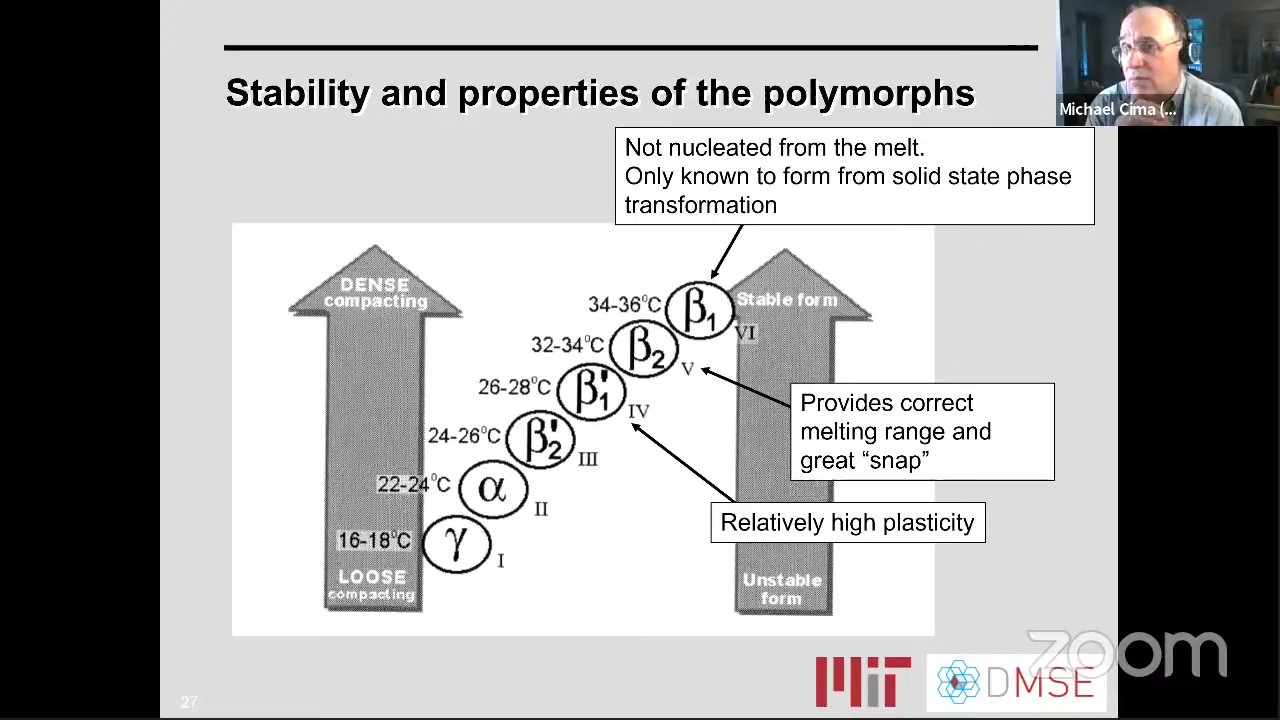 Stability and properties of the polymorphs
Michael Cima (...
Not nucleated from the melt.
Only known to form from solid state phase
transformation
DENSE
compacting
Stable form
34-36°C
β1
VI
32-34°C
β2
V
26-28°C
β1'
IV
24-26°C
β2'
III
22-24°C
α
II
16-18°C
γ
I
Provides correct
melting range and
great “snap”
Relatively high plasticity
LOOSE
compacting
Unstable
form
zoom
MIT
DMSE
27